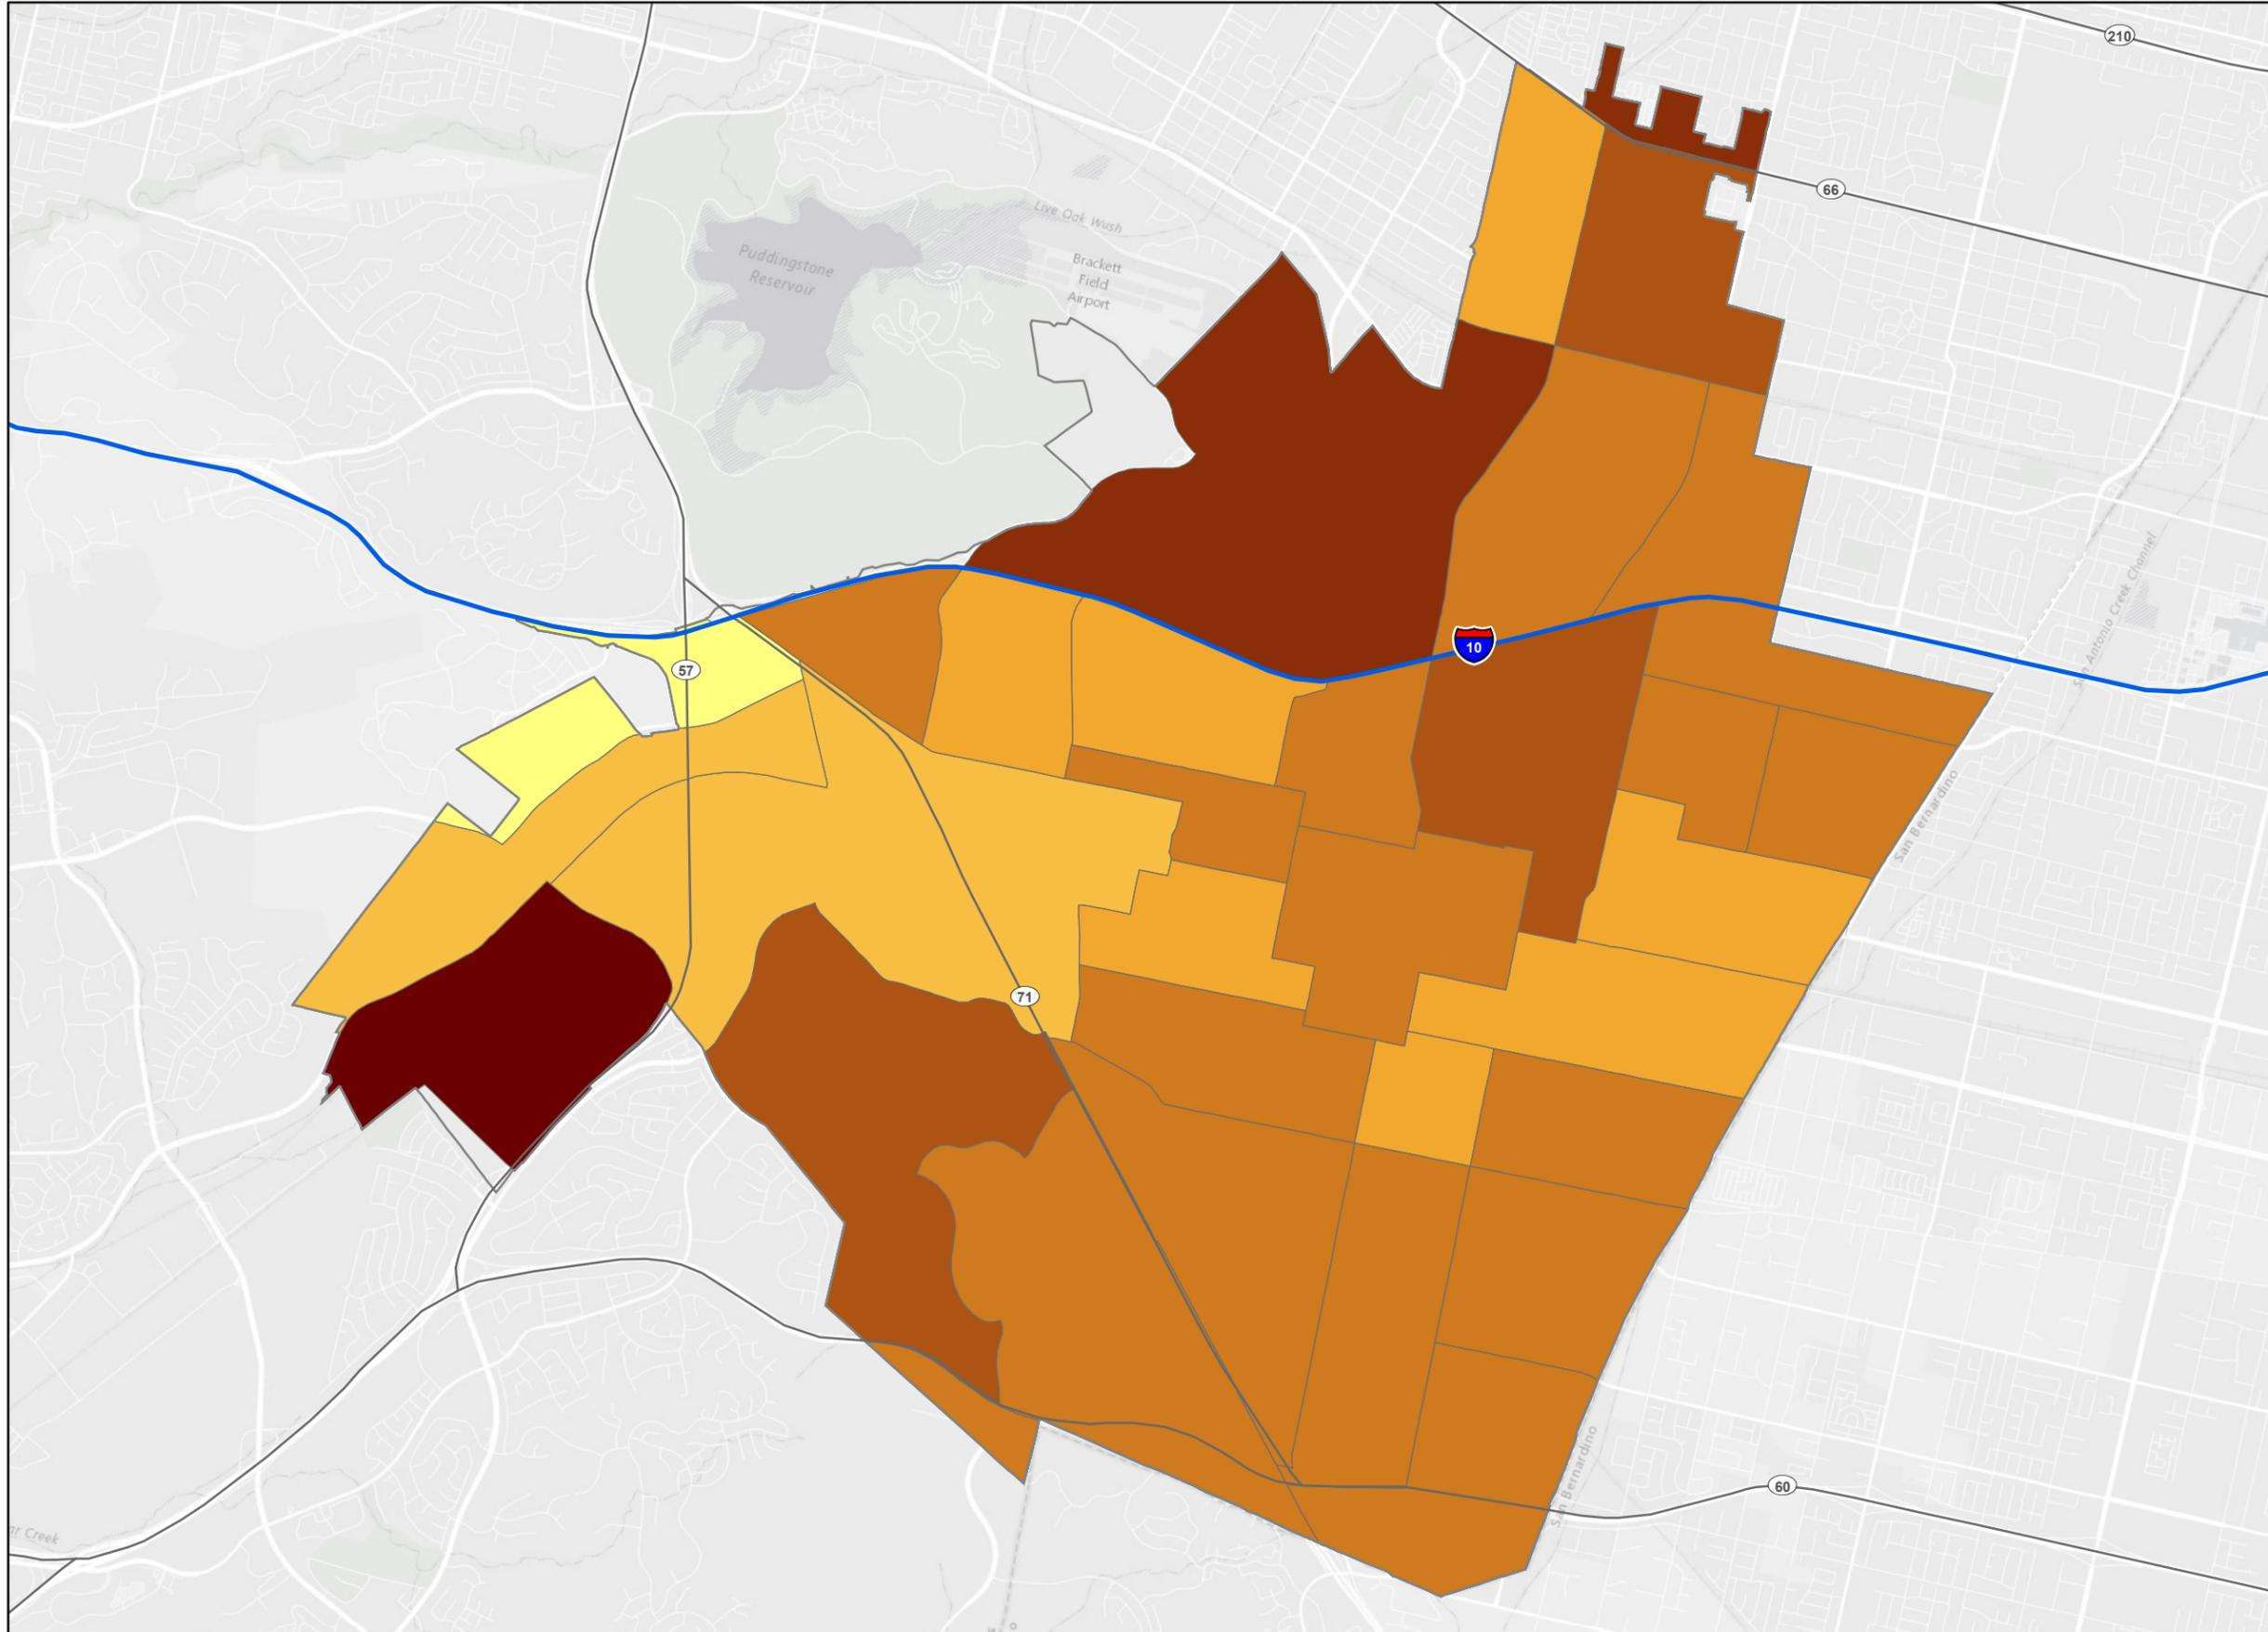 210
66
Live Oak Wash
Puddingstone
Reservoir
Brackett
Field
Airport
San Antonio Creek Channel
10
57
San Bernardino
71
San Bernardino
60
ar Creek